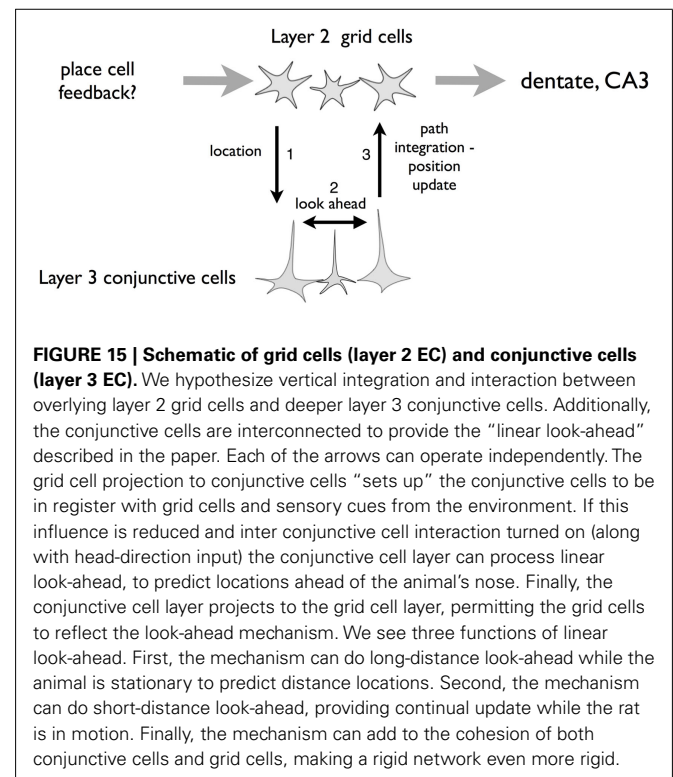 Layer 2 grid cells
place cell
feedback?
dentate, CA3
location
1
3
path
integration -
position
update
2
look ahead
Layer 3 conjunctive cells
FIGURE 15 | Schematic of grid cells (layer 2 EC) and conjunctive cells
(layer 3 EC). We hypothesize vertical integration and interaction between
overlying layer 2 grid cells and deeper layer 3 conjunctive cells. Additionally,
the conjunctive cells are interconnected to provide the “linear look-ahead”
described in the paper. Each of the arrows can operate independently. The
grid cell projection to conjunctive cells “sets up” the conjunctive cells to be
in register with grid cells and sensory cues from the environment. If this
influence is reduced and inter conjunctive cell interaction turned on (along
with head-direction input) the conjunctive cell layer can process linear
look-ahead, to predict locations ahead of the animal’s nose. Finally, the
conjunctive cell layer projects to the grid cell layer, permitting the grid cells
to reflect the look-ahead mechanism. We see three functions of linear
look-ahead. First, the mechanism can do long-distance look-ahead while the
animal is stationary to predict distance locations. Second, the mechanism
can do short-distance look-ahead, providing continual update while the rat
is in motion. Finally, the mechanism can add to the cohesion of both
conjunctive cells and grid cells, making a rigid network even more rigid.